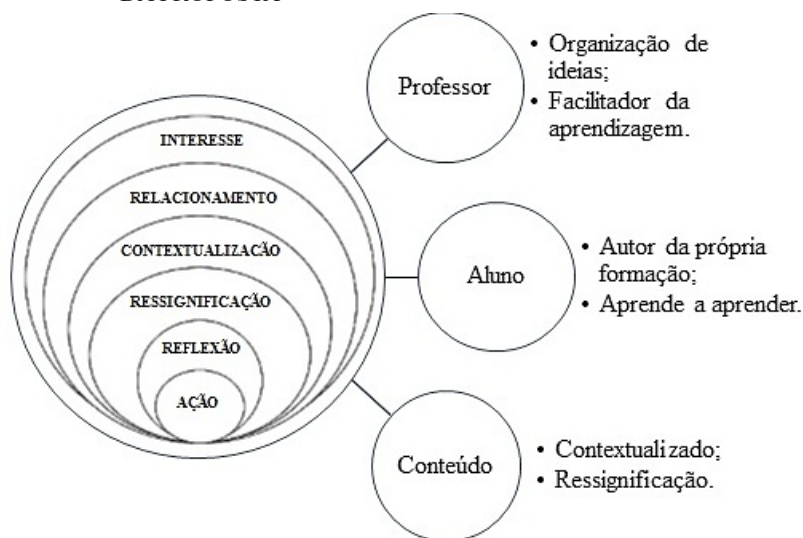 Professor
• Organização de
ideias;
• Facilitador da
aprendizagem.
INTERESSE
RELACIONAMENTO
CONTEXTUALIZAÇÃO
RESSIGNIFICAÇÃO
REFLEXÃO
AÇÃO
Aluno
• Autor da própria
formação;
• Aprende a aprender.
Conteúdo
• Contextualizado;
• Ressignificação.